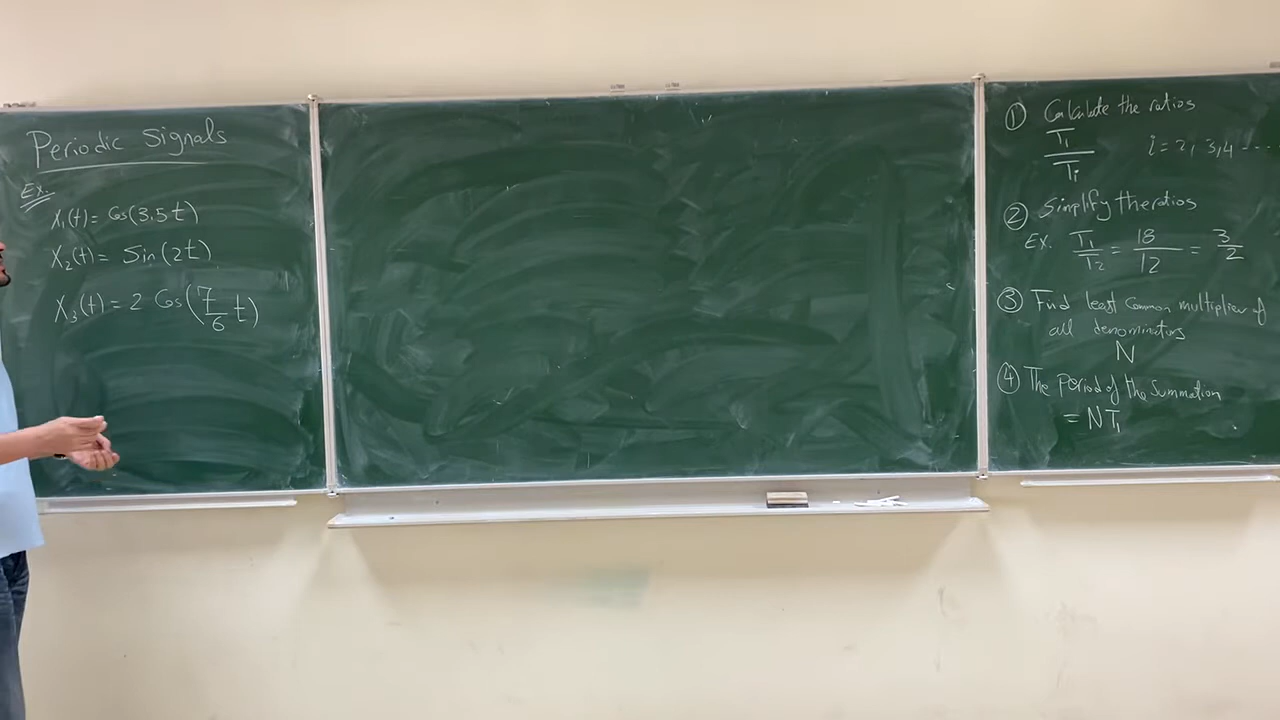 Periodic Signals
Ex.
X₁(t) = Cos(3.5t)
X₂(t) = Sin(2t)
X₃(t) = 2 Cos(7/6 t)
① Calculate the ratios
T₁/Tᵢ i = 2, 3, 4 ----
② Simplify the ratios
EX. T₁/T₂ = 18/12 = 3/2
③ Find least common multiplier of
all denominators
N
④ The period of the summation
= NT₁